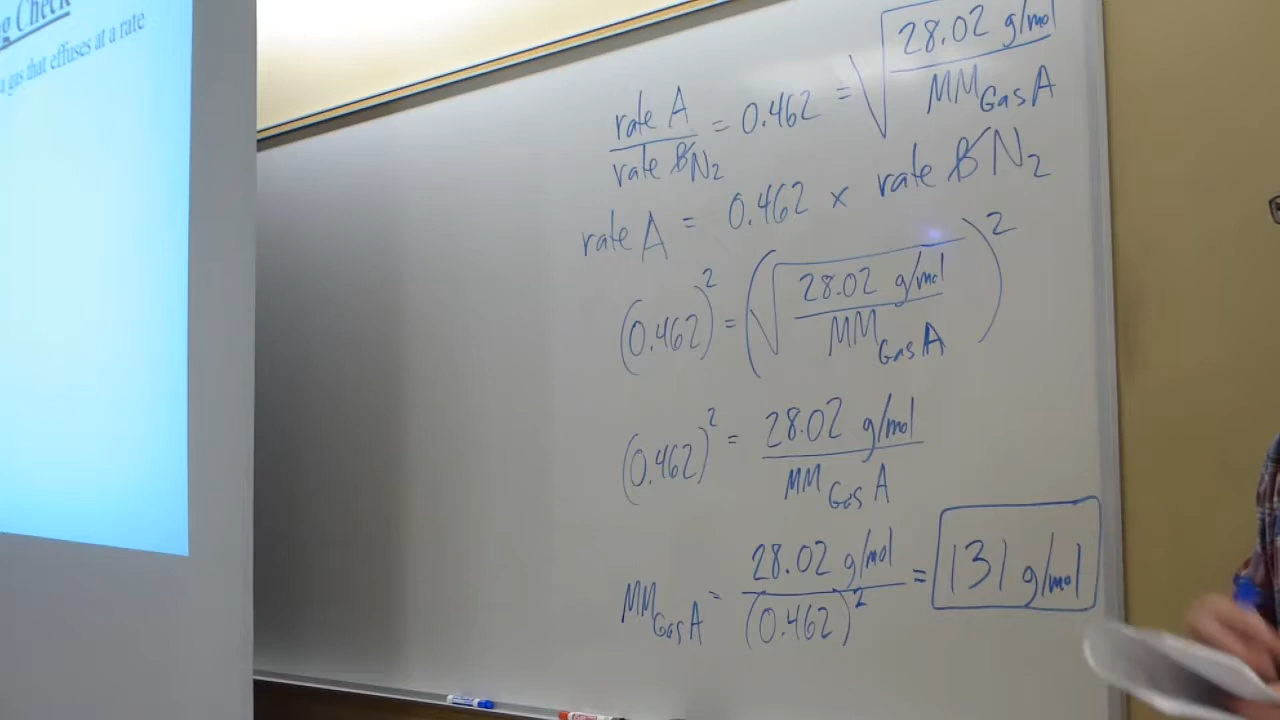 g Check
a gas that effuses at a rate
rate A / rate B̶ N₂ = 0.462 = √(28.02 g/mol / MM Gas A)
rate A = 0.462 × rate B̶ N₂
(0.462)² = (√(28.02 g/mol / MM Gas A))²
(0.462)² = 28.02 g/mol / MM Gas A
MM Gas A = 28.02 g/mol / (0.462)² = 131 g/mol